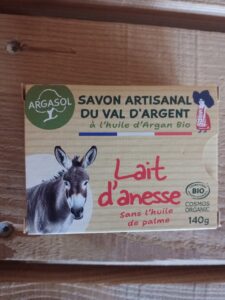 ARGASOL
SAVON ARTISANAL
DU VAL D'ARGENT
à l'huile d'Argan Bio
Lait
d'anesse
Sans l'huile
de palme
BIO
COSMOS
ORGANIC
140g